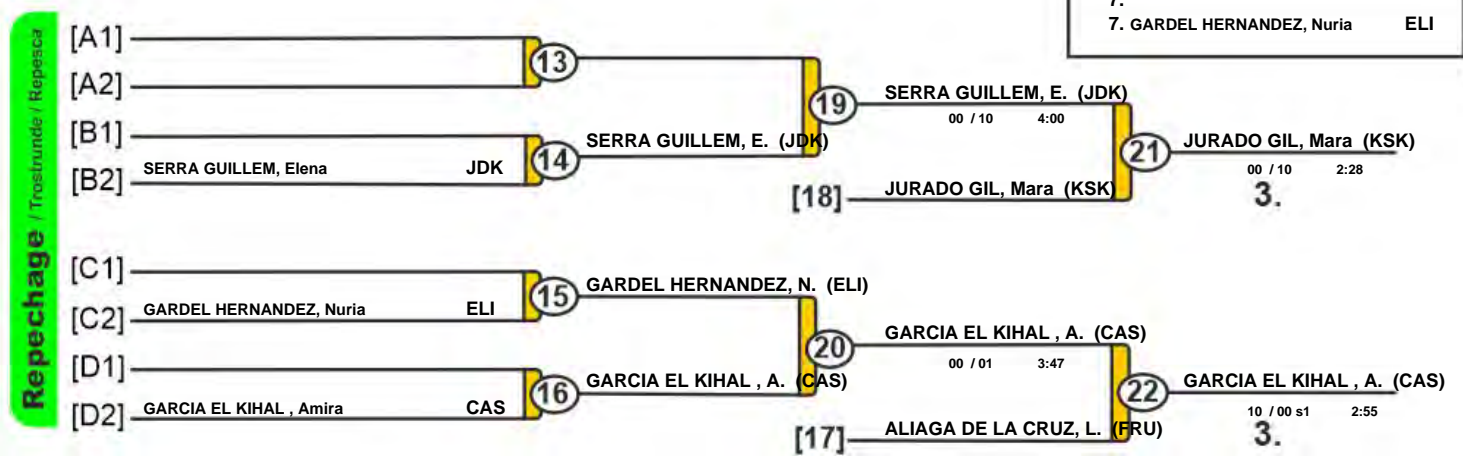 7.
7. GARDEL HERNANDEZ, Nuria ELI
Repechage / Trostrunde / Repesca
[A1]
13
[A2]
19
SERRA GUILLEM, E. (JDK)
00 / 10 4:00
[B1]
SERRA GUILLEM, E. (JDK)
14
21
JURADO GIL, Mara (KSK)
00 / 10 2:28
3.
SERRA GUILLEM, Elena JDK
[B2]
[18]
JURADO GIL, Mara (KSK)
[C1]
15
GARDEL HERNANDEZ, N. (ELI)
GARDEL HERNANDEZ, Nuria ELI
[C2]
20
GARCIA EL KIHAL , A. (CAS)
00 / 01 3:47
[D1]
16
GARCIA EL KIHAL , A. (CAS)
22
GARCIA EL KIHAL , A. (CAS)
10 / 00 s1 2:55
3.
GARCIA EL KIHAL , Amira CAS
[D2]
[17]
ALIAGA DE LA CRUZ, L. (FRU)